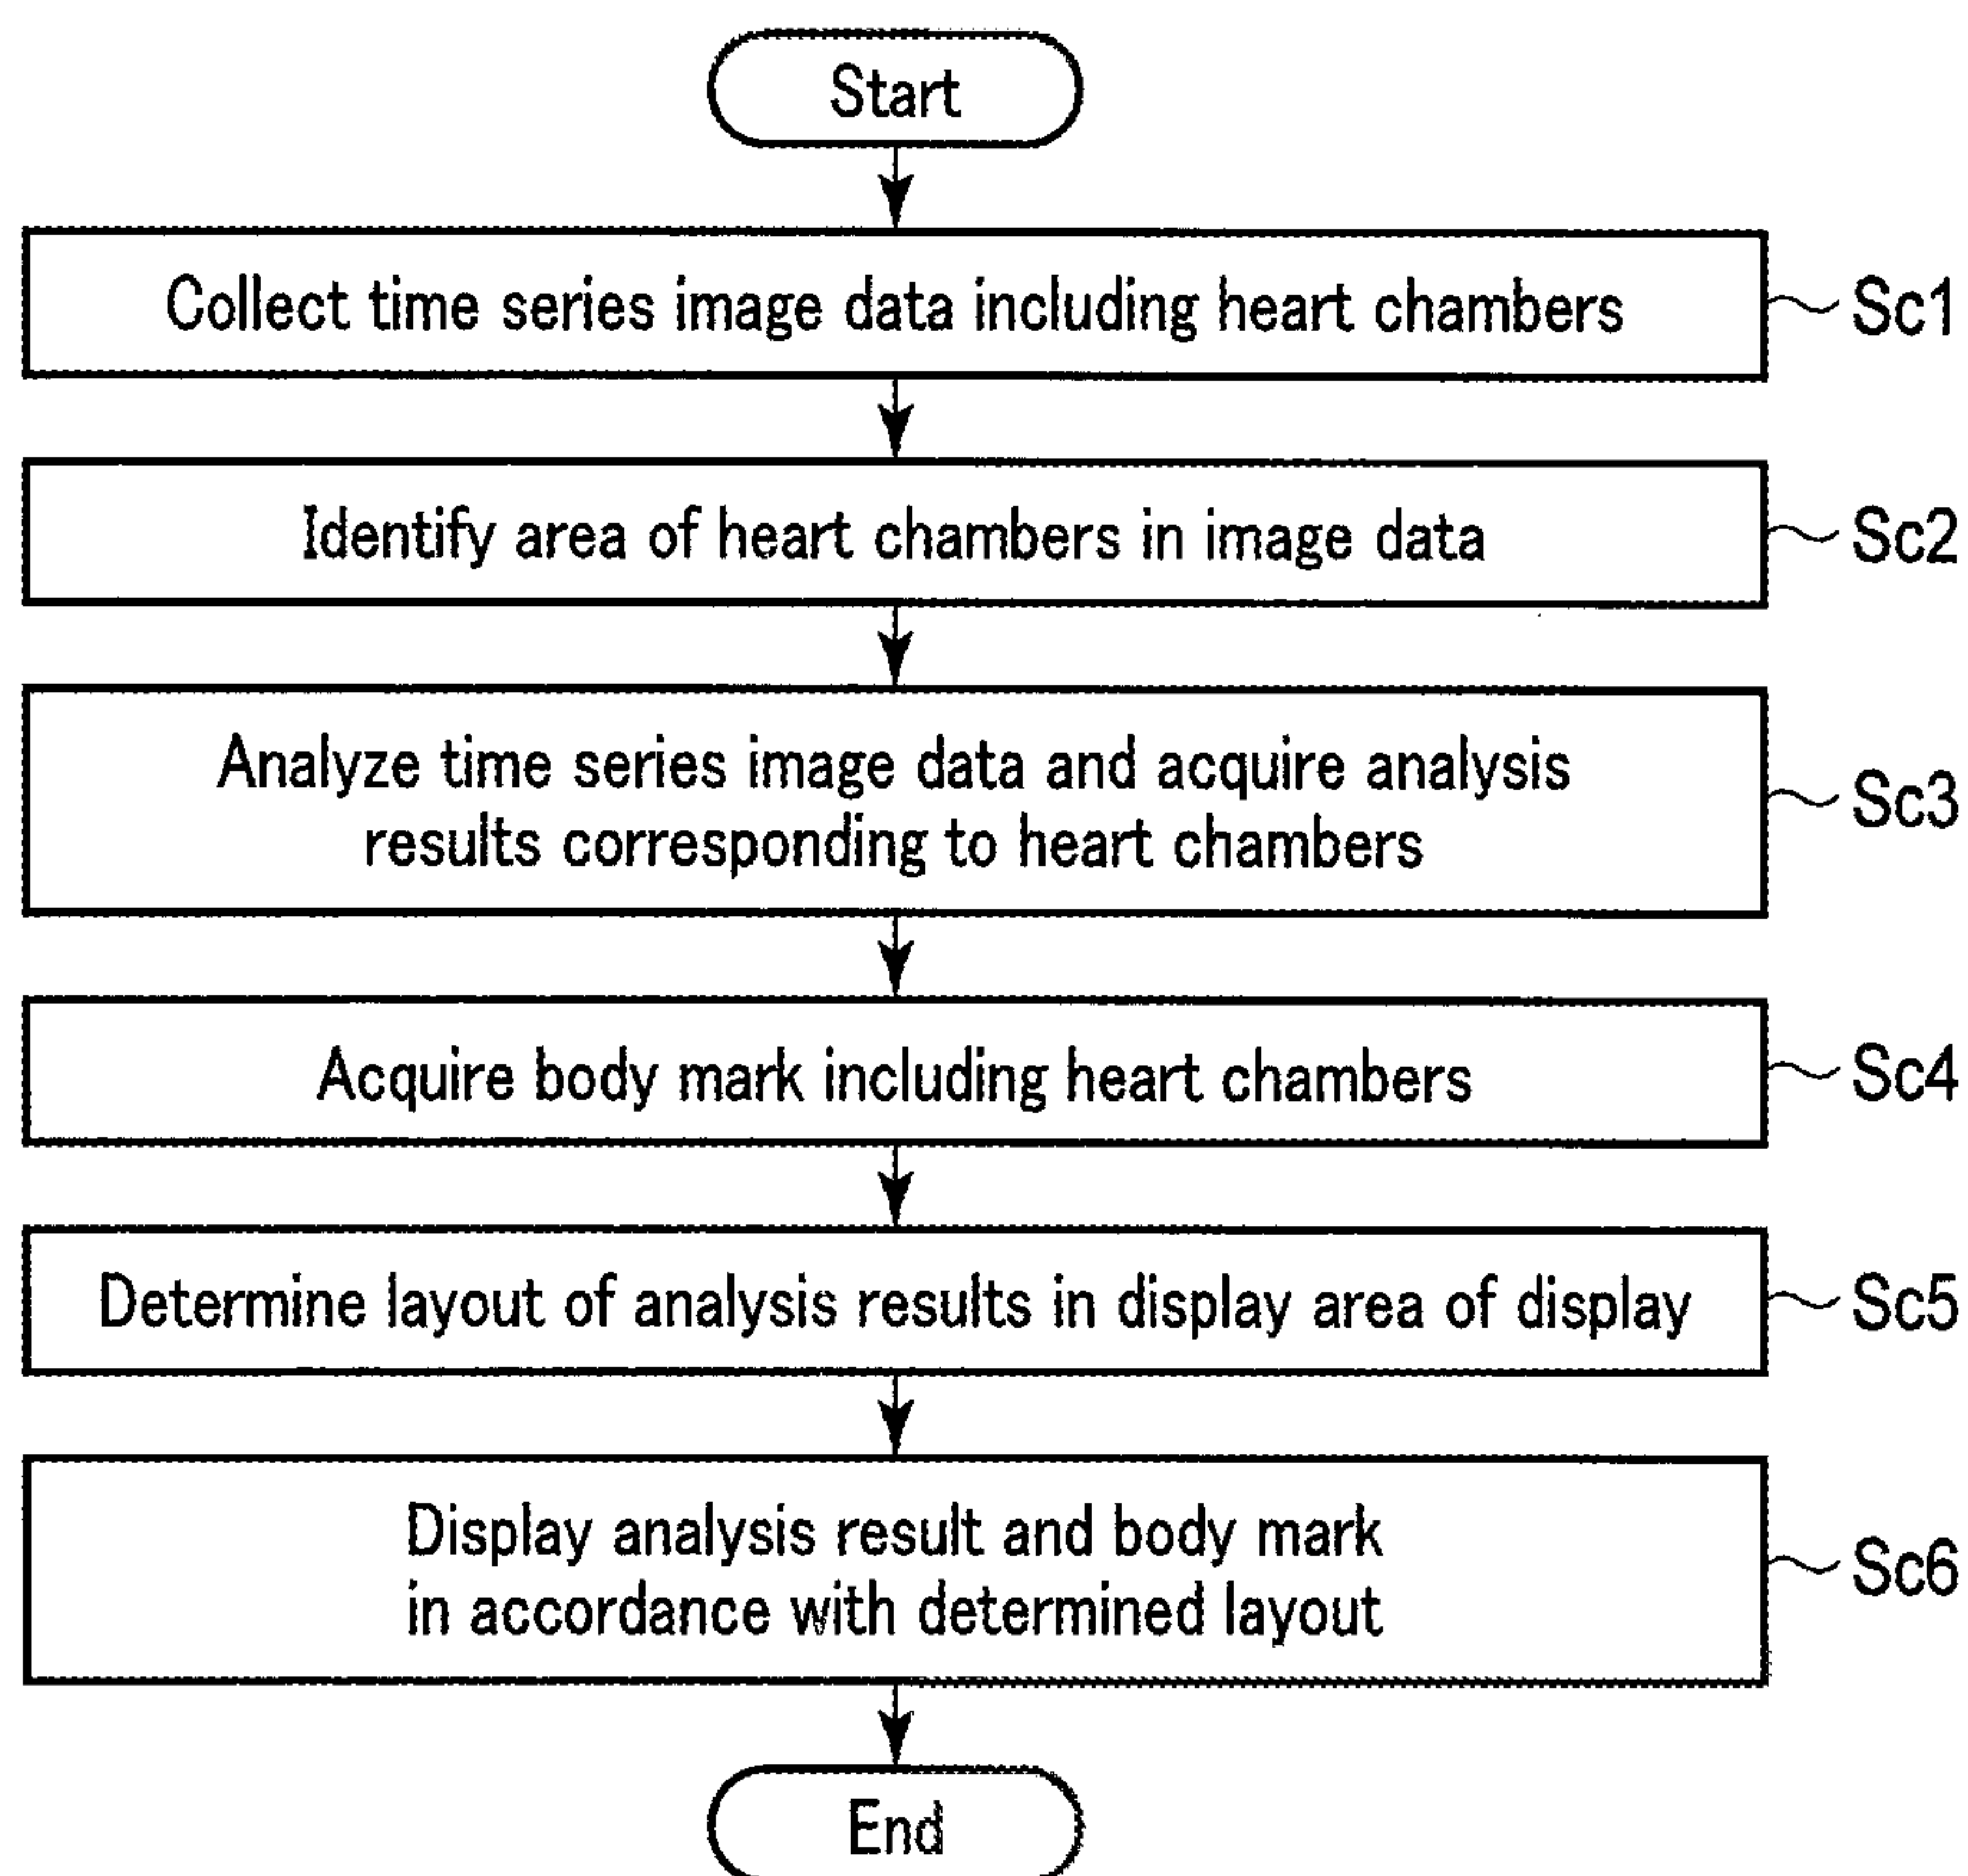 Start
Collect time series image data including heart chambers
Sc1
Identify area of heart chambers in image data
Sc2
Analyze time series image data and acquire analysis
results corresponding to heart chambers
Sc3
Acquire body mark including heart chambers
Sc4
Determine layout of analysis results in display area of display
Sc5
Display analysis result and body mark
in accordance with determined layout
Sc6
End